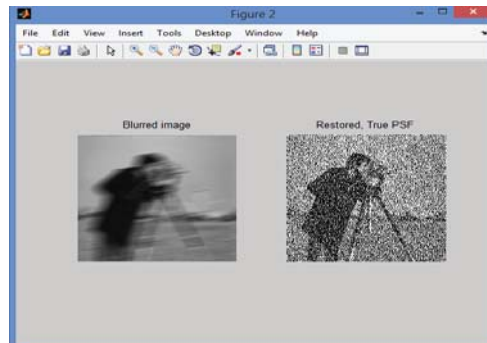 Figure 2
File Edit View Insert Tools Desktop Window Help
Blurred image
Restored, True PSF